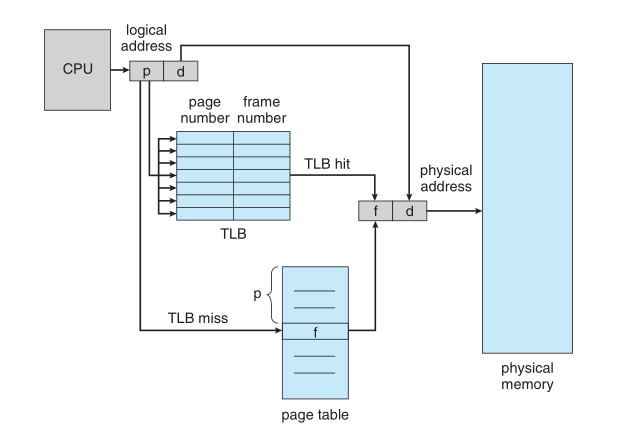 logical
address
CPU
p
d
page
number
frame
number
TLB hit
TLB
physical
address
f
d
p
TLB miss
f
page table
physical
memory